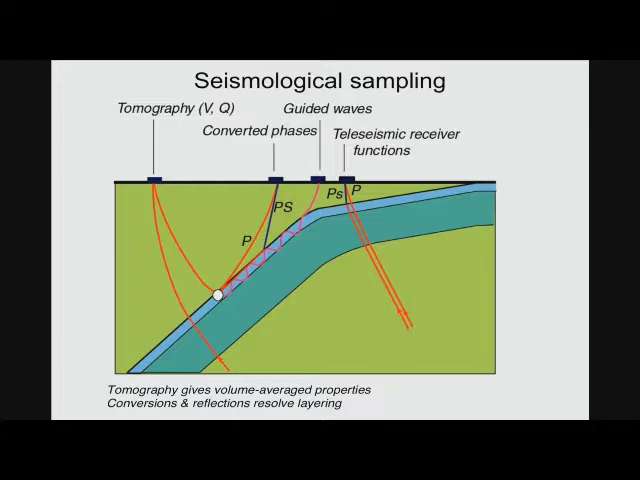 Seismological sampling
Tomography (V, Q)
Guided waves
Converted phases
Teleseismic receiver
functions
PS
Ps
P
P
Tomography gives volume-averaged properties
Conversions & reflections resolve layering